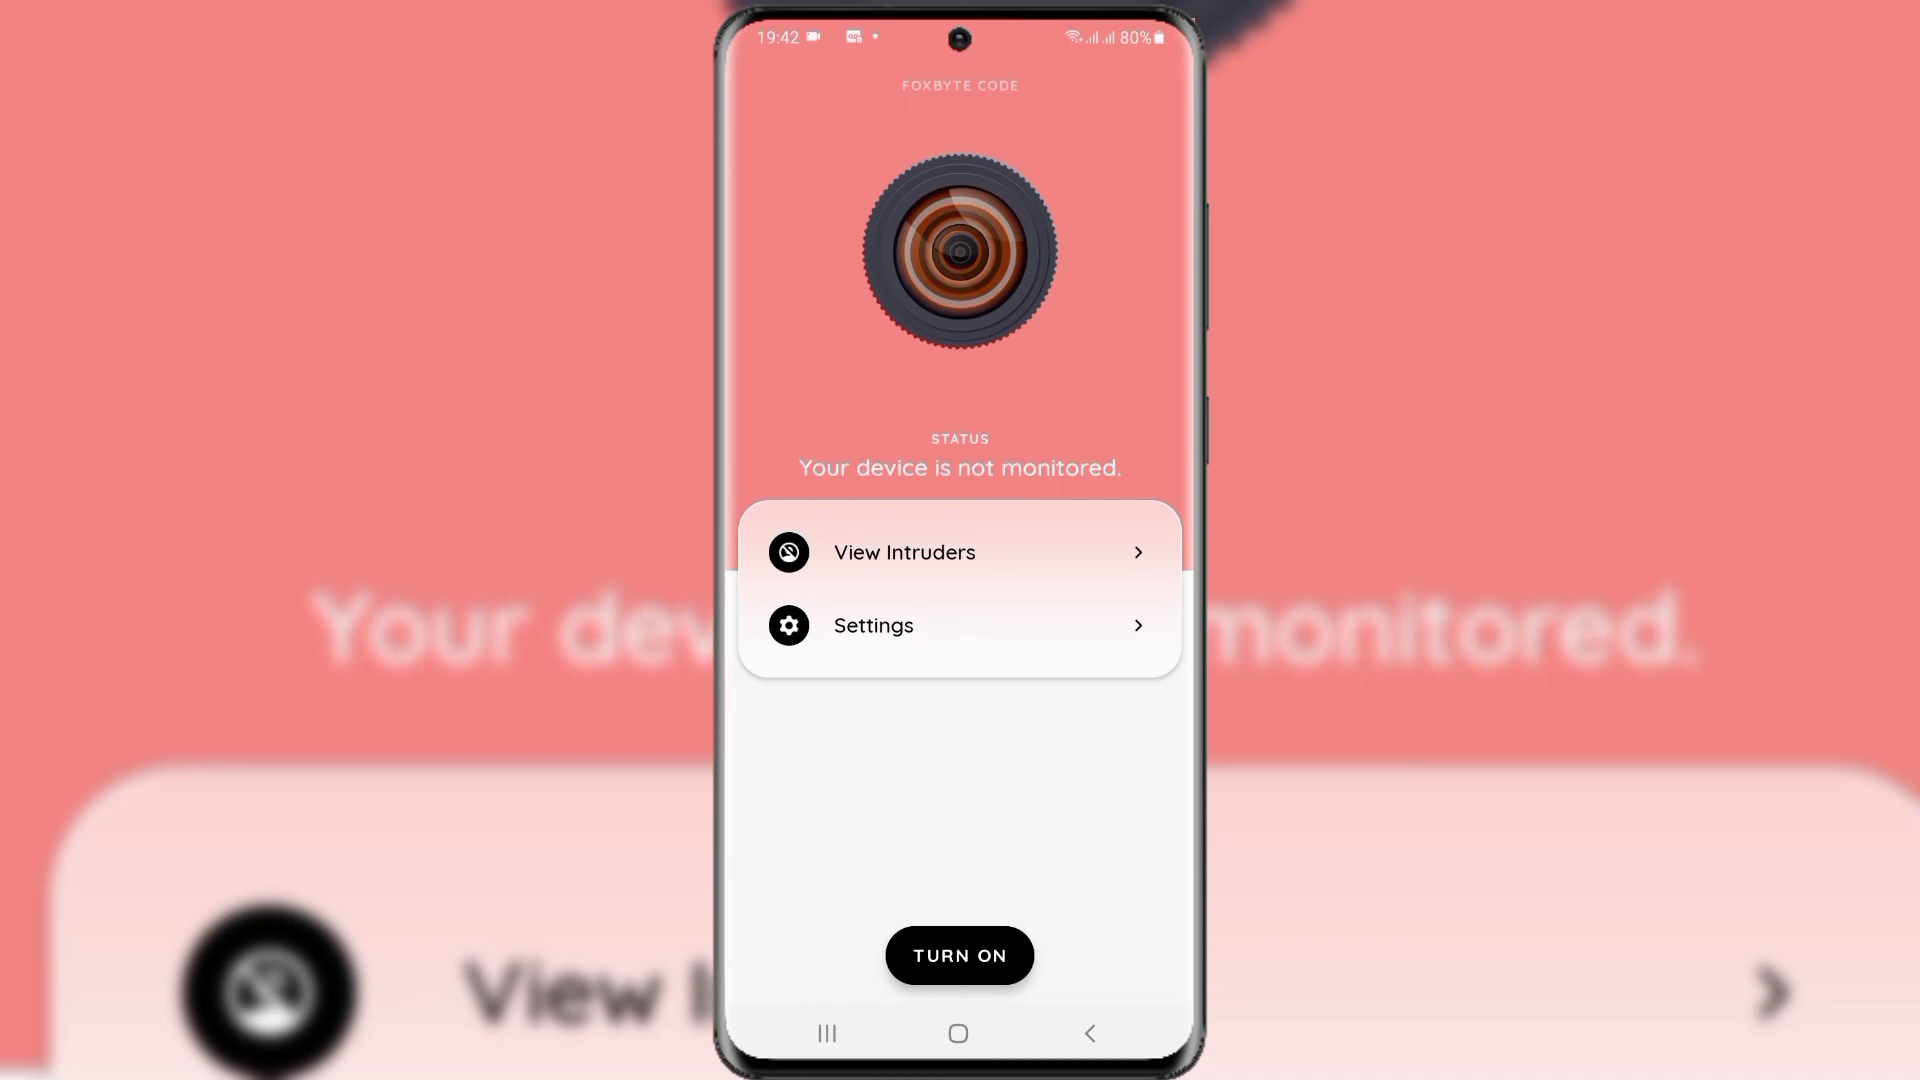 19:42
80%
FOXBYTE CODE
STATUS
Your device is not monitored.
View Intruders
Settings
TURN ON
Your dev
monitored.
View I